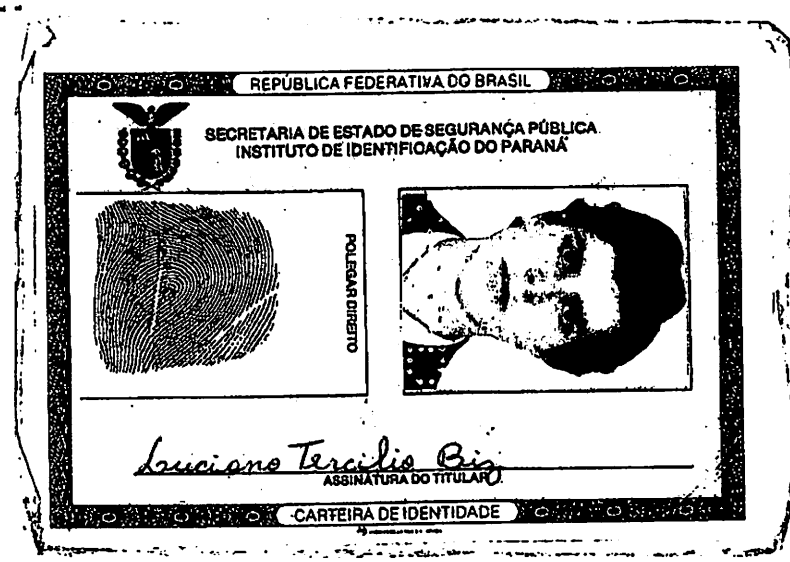 REPÚBLICA FEDERATIVA DO BRASIL
SECRETARIA DE ESTADO DE SEGURANÇA PÚBLICA
INSTITUTO DE IDENTIFICAÇÃO DO PARANÁ
POLEGAR DIREITO
Luciano Tercilio Biz
ASSINATURA DO TITULAR
CARTEIRA DE IDENTIDADE